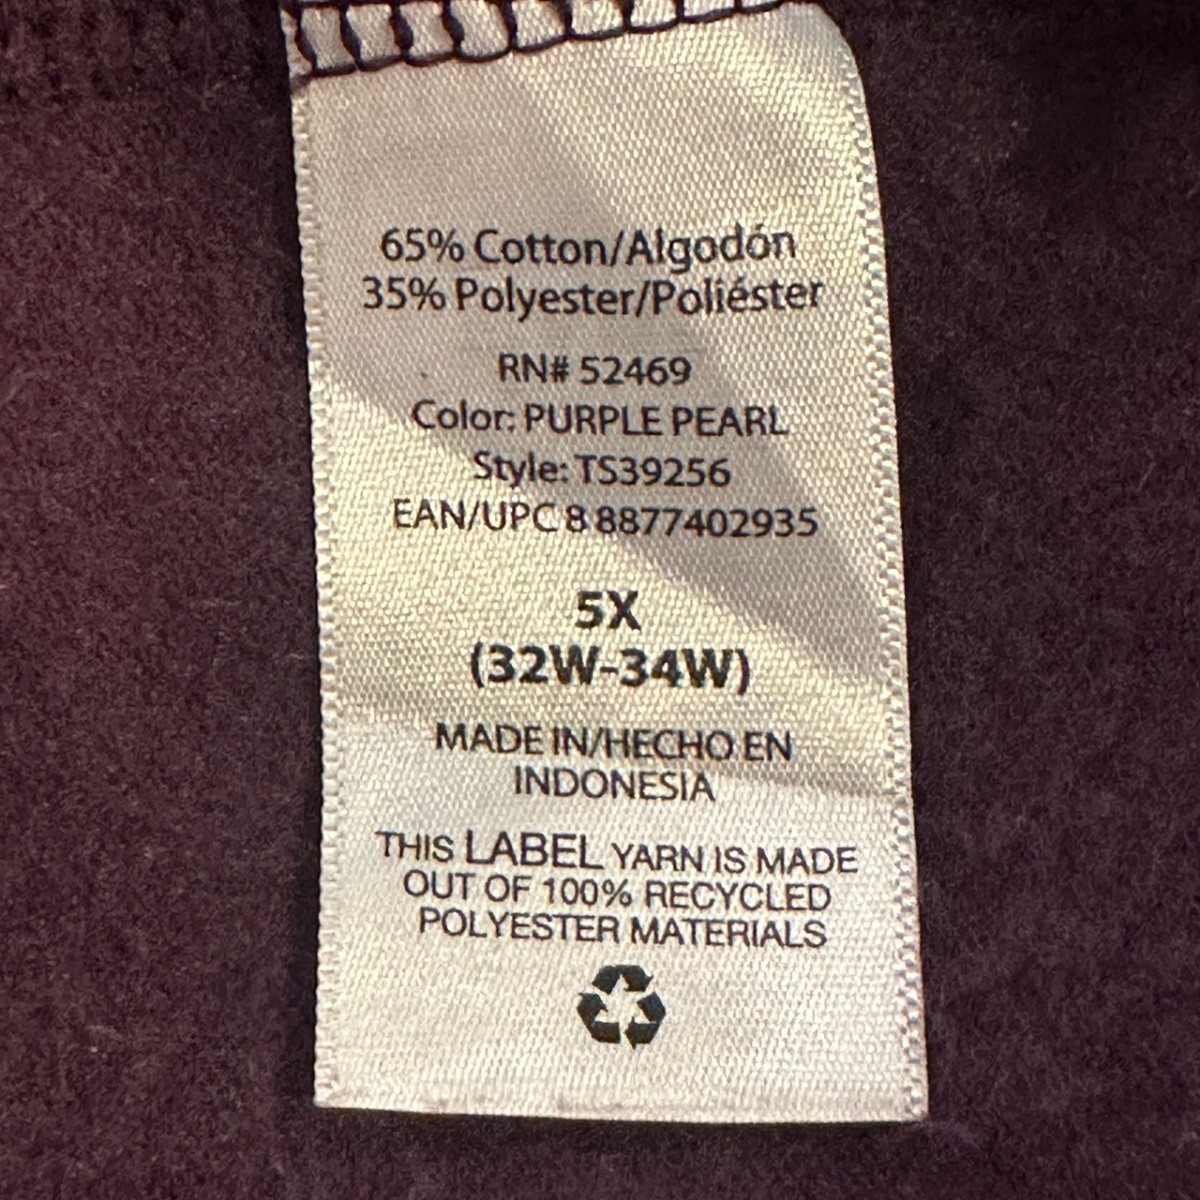 65% Cotton/Algodón
35% Polyester/Poliéster
RN# 52469
Color: PURPLE PEARL
Style: TS39256
EAN/UPC 8 8877402935
5X
(32W-34W)
MADE IN/HECHO EN
INDONESIA
THIS LABEL YARN IS MADE
OUT OF 100% RECYCLED
POLYESTER MATERIALS